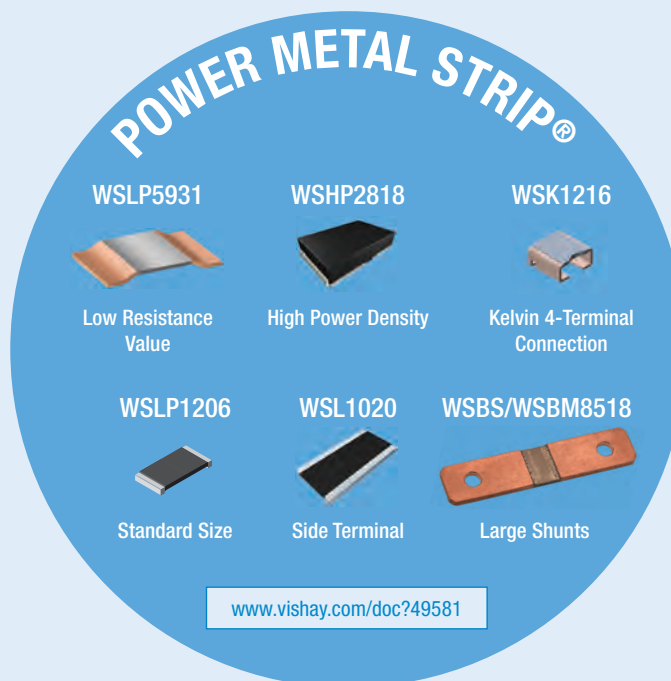 POWER METAL STRIP®
WSLP5931
WSHP2818
WSK1216
Low Resistance
Value
High Power Density
Kelvin 4-Terminal
Connection
WSLP1206
WSL1020
WSBS/WSBM8518
Standard Size
Side Terminal
Large Shunts
www.vishay.com/doc?49581